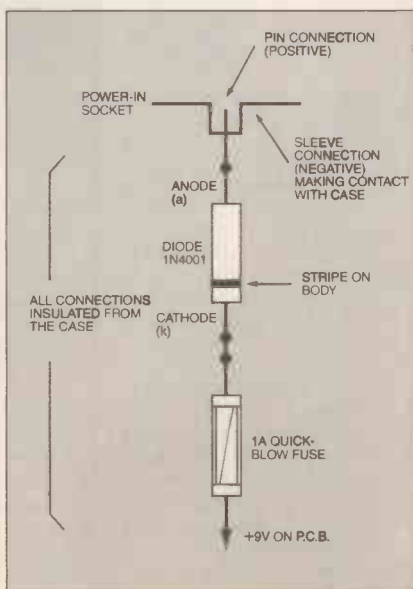 PIN CONNECTION
(POSITIVE)
POWER-IN
SOCKET
SLEEVE
CONNECTION
(NEGATIVE)
MAKING CONTACT
WITH CASE
ANODE
(a)
DIODE
1N4001
STRIPE ON
BODY
ALL CONNECTIONS
INSULATED FROM
THE CASE
CATHODE
(k)
1A QUICK-
BLOW FUSE
+9V ON P.C.B.